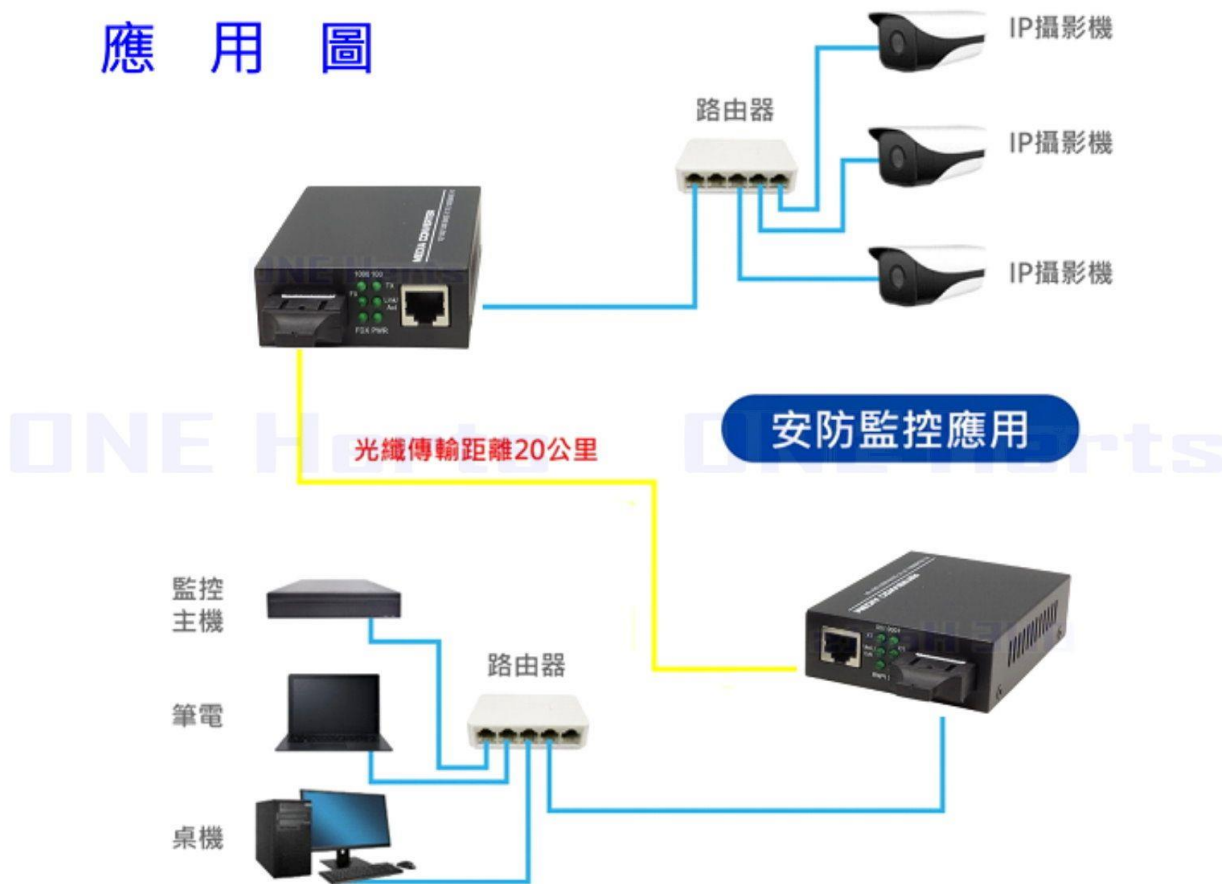 應用圖
IP攝影機
路由器
IP攝影機
IP攝影機
MEDIA CONVERTER
ONE Herts
1000 100
FX
TX
Link/
Act
FDX PWR
安防監控應用
ONE Herts
ONE Herts
光纖傳輸距離20公里
監控
主機
路由器
筆電
桌機